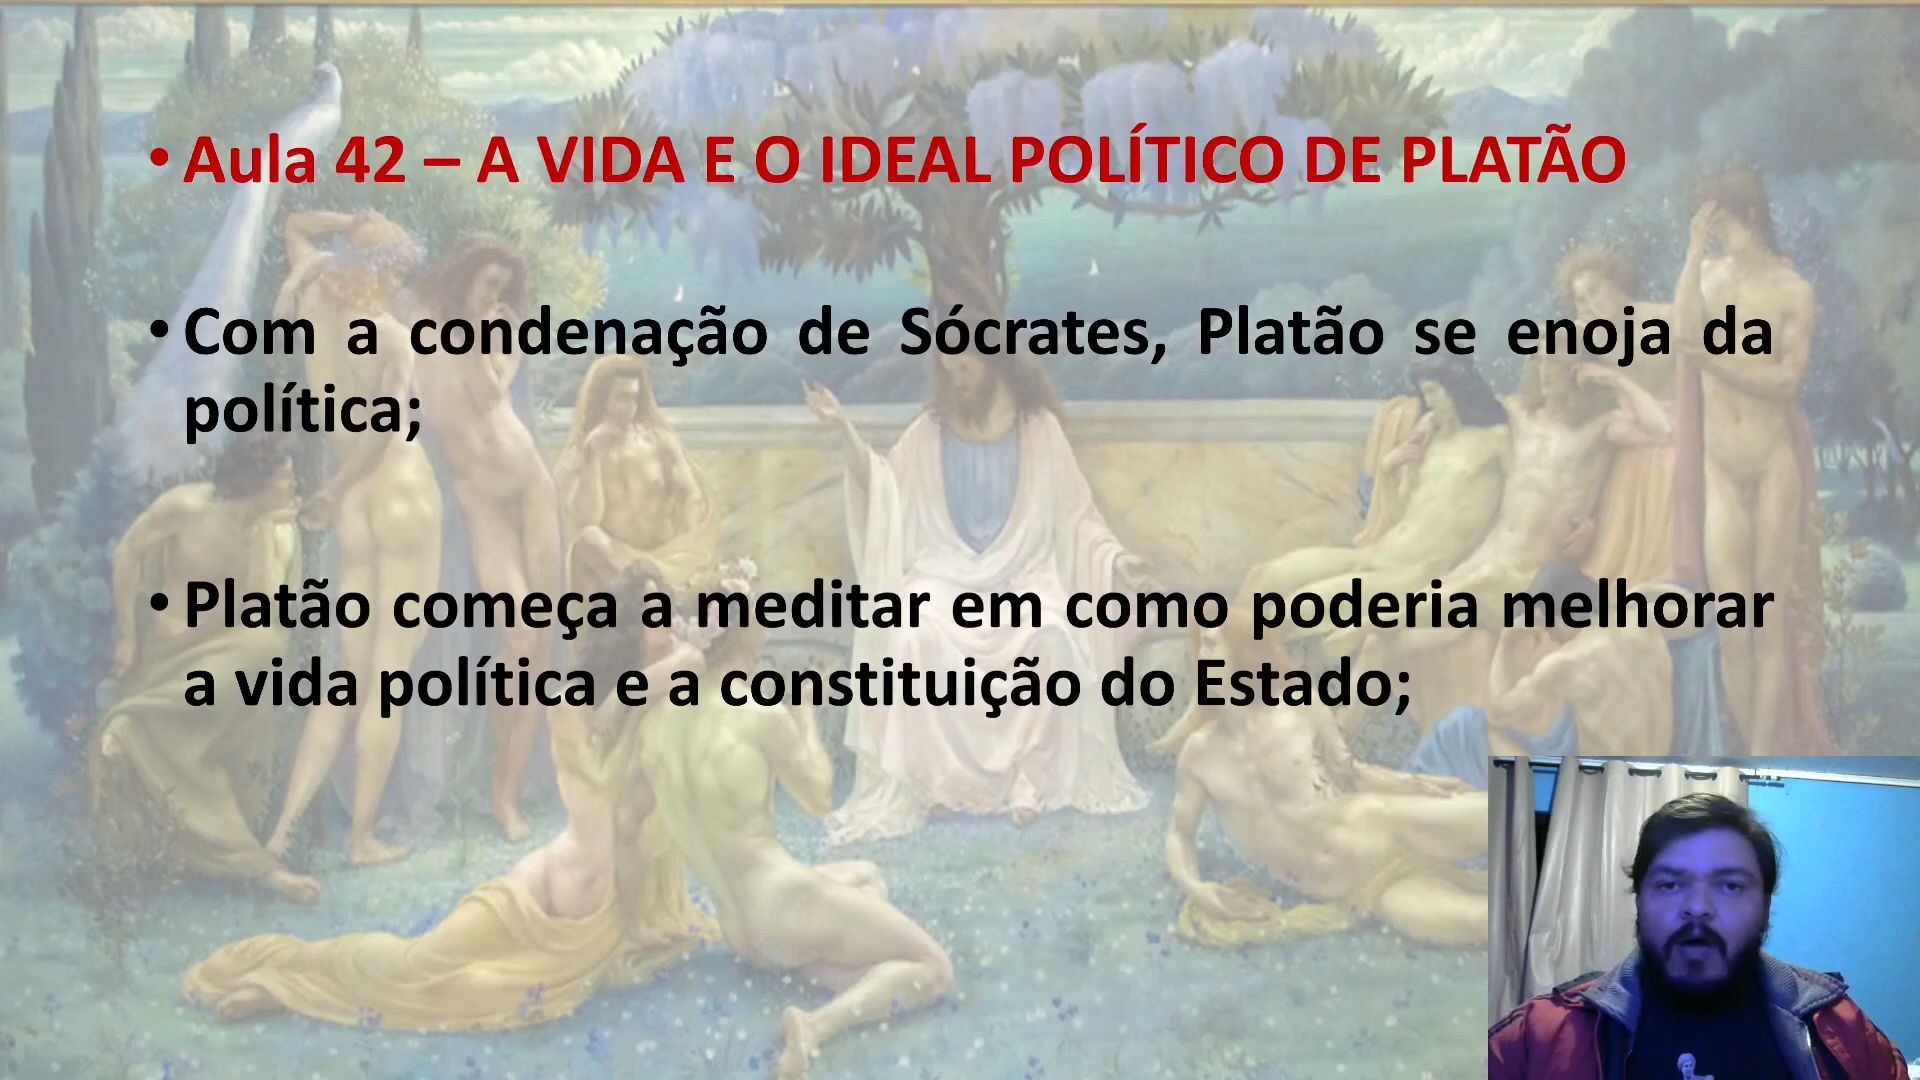 • Aula 42 – A VIDA E O IDEAL POLÍTICO DE PLATÃO
• Com a condenação de Sócrates, Platão se enoja da
política;
• Platão começa a meditar em como poderia melhorar
a vida política e a constituição do Estado;